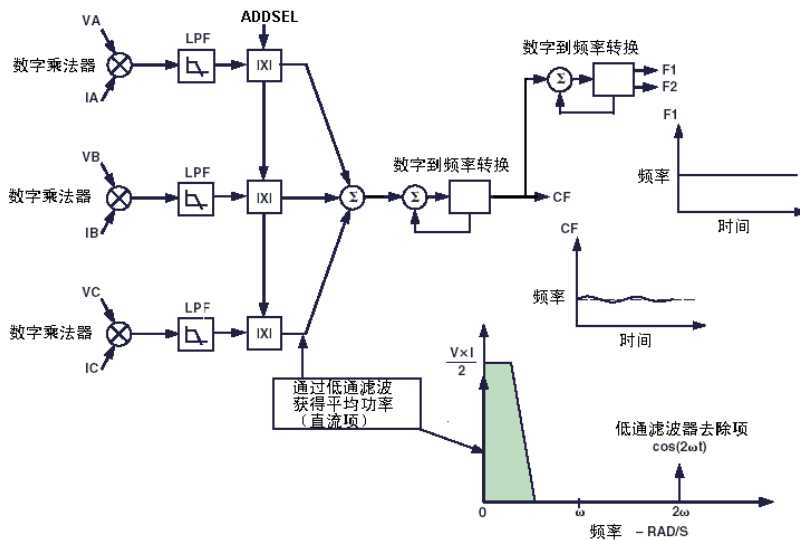 ADDSEL
VA
LPF
数字乘法器
|X|
IA
数字到频率转换
Σ
F1
F2
F1
频率
时间
VB
LPF
数字到频率转换
数字乘法器
|X|
Σ
Σ
CF
IB
CF
频率
时间
VC
LPF
数字乘法器
|X|
IC
通过低通滤波
获得平均功率
（直流项）
V×I
2
低通滤波器去除项
cos(2ωt)
0
ω
2ω
频率 – RAD/S